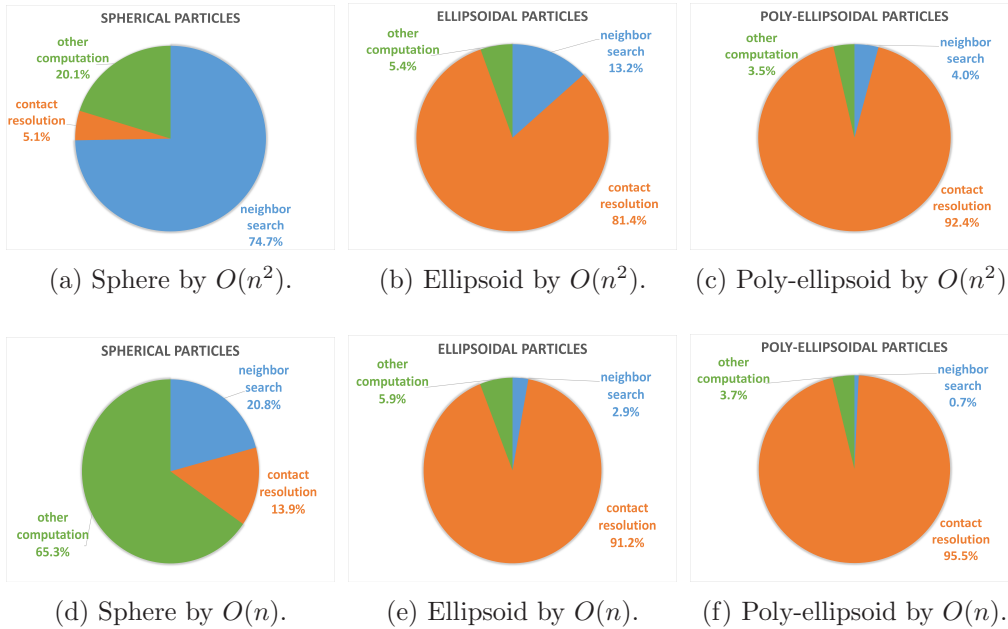 SPHERICAL PARTICLES
other
computation
20.1%
contact
resolution
5.1%
neighbor
search
74.7%
(a) Sphere by O(n²).
ELLIPSOIDAL PARTICLES
other
computation
5.4%
neighbor
search
13.2%
contact
resolution
81.4%
(b) Ellipsoid by O(n²).
POLY-ELLIPSOIDAL PARTICLES
other
computation
3.5%
neighbor
search
4.0%
contact
resolution
92.4%
(c) Poly-ellipsoid by O(n²)
SPHERICAL PARTICLES
neighbor
search
20.8%
contact
resolution
13.9%
other
computation
65.3%
(d) Sphere by O(n).
ELLIPSOIDAL PARTICLES
other
computation
5.9%
neighbor
search
2.9%
contact
resolution
91.2%
(e) Ellipsoid by O(n).
POLY-ELLIPSOIDAL PARTICLES
other
computation
3.7%
neighbor
search
0.7%
contact
resolution
95.5%
(f) Poly-ellipsoid by O(n).